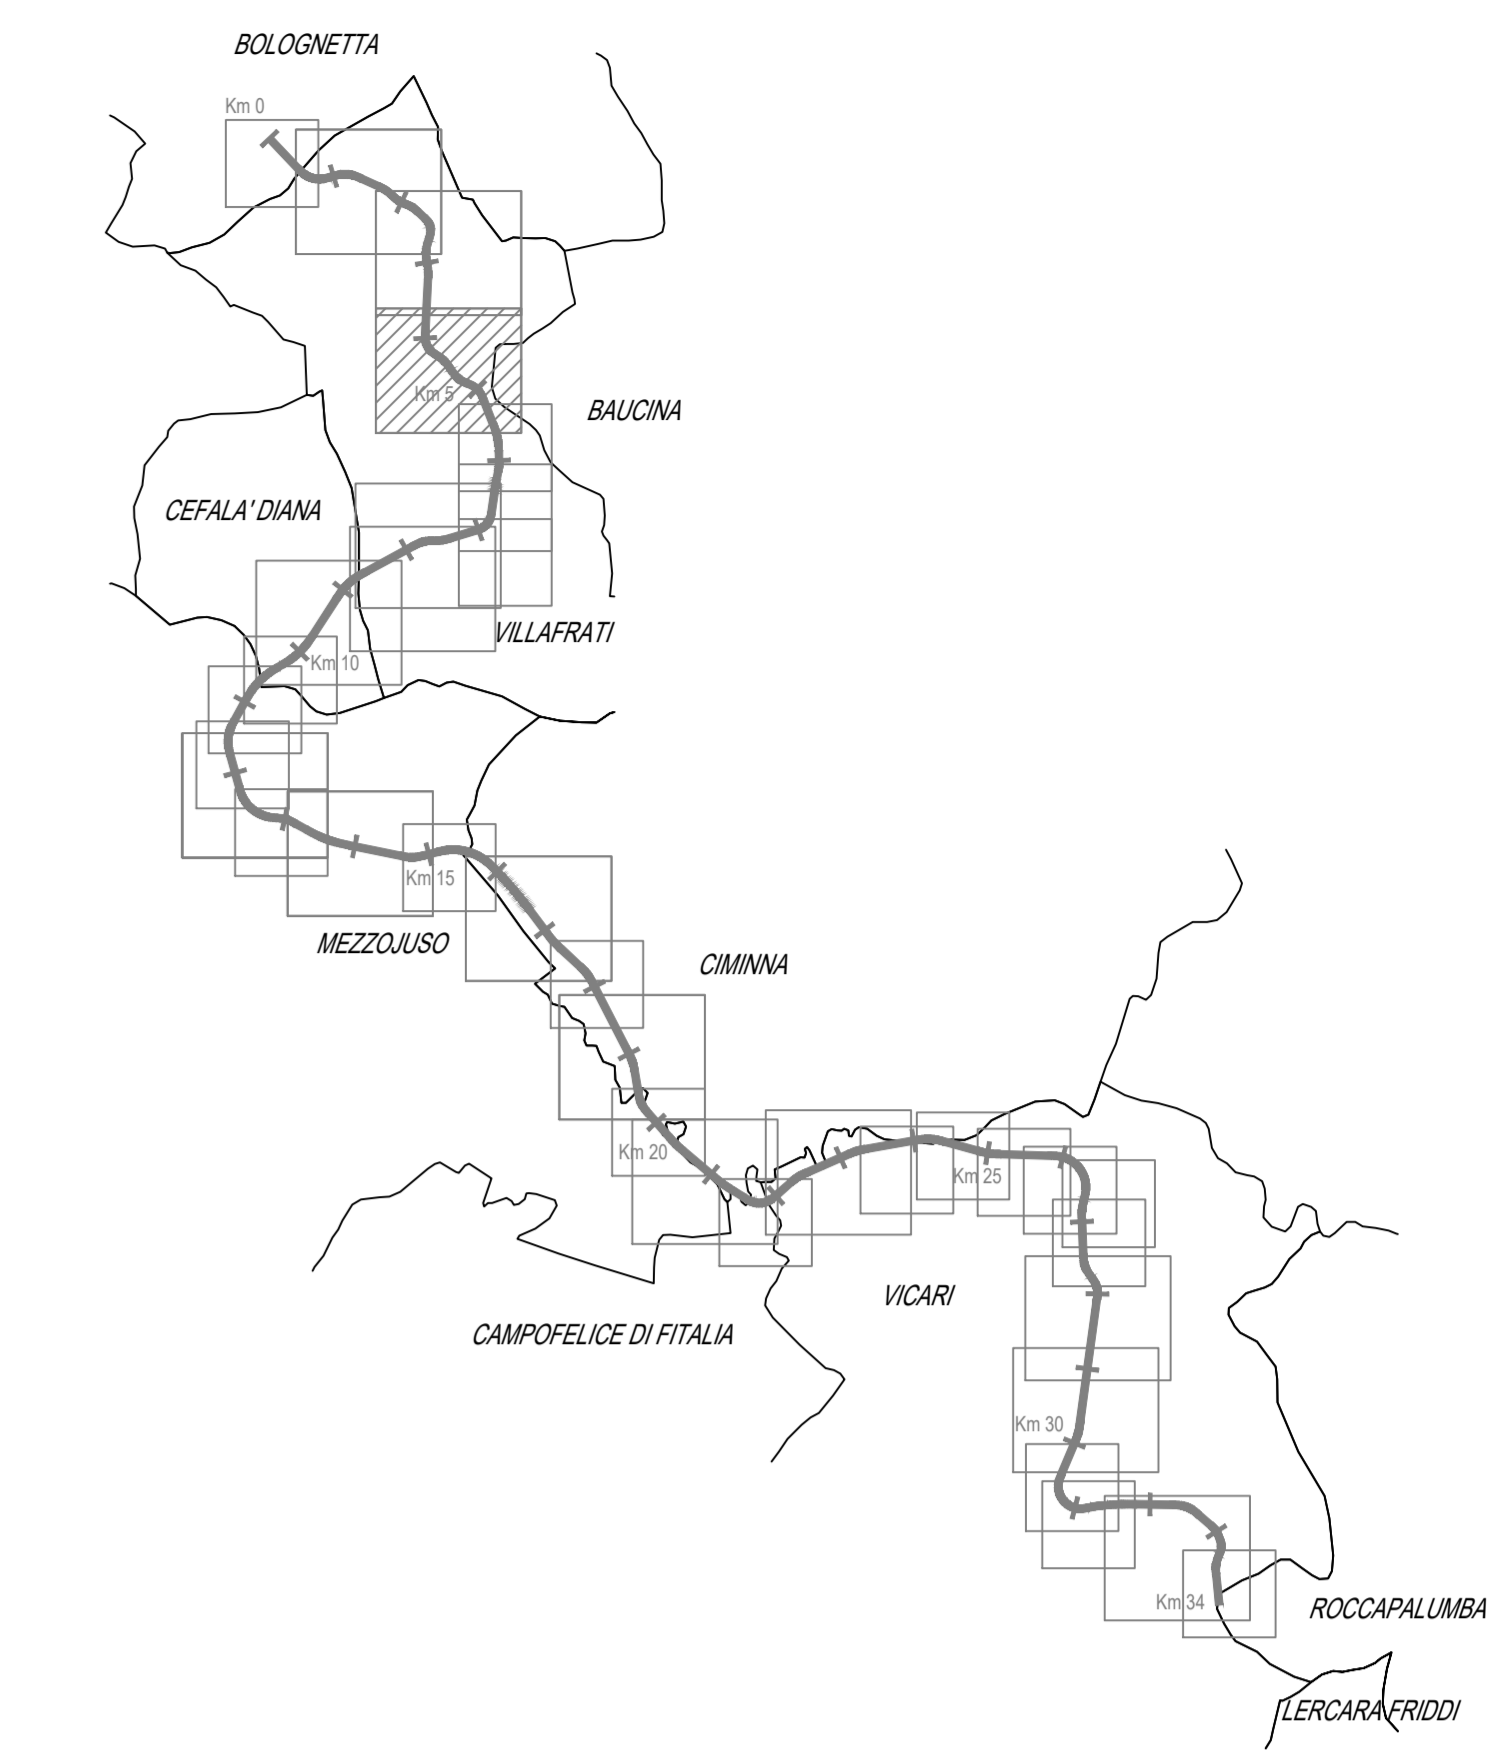 BOLOGNETTA
Km 0
Km 5
BAUCINA
CEFALA' DIANA
VILLAFRATI
Km 10
Km 15
MEZZOJUSO
CIMINNA
Km 20
Km 25
VICARI
CAMPOFELICE DI FITALIA
Km 30
Km 34
ROCCAPALUMBA
LERCARA FRIDDI